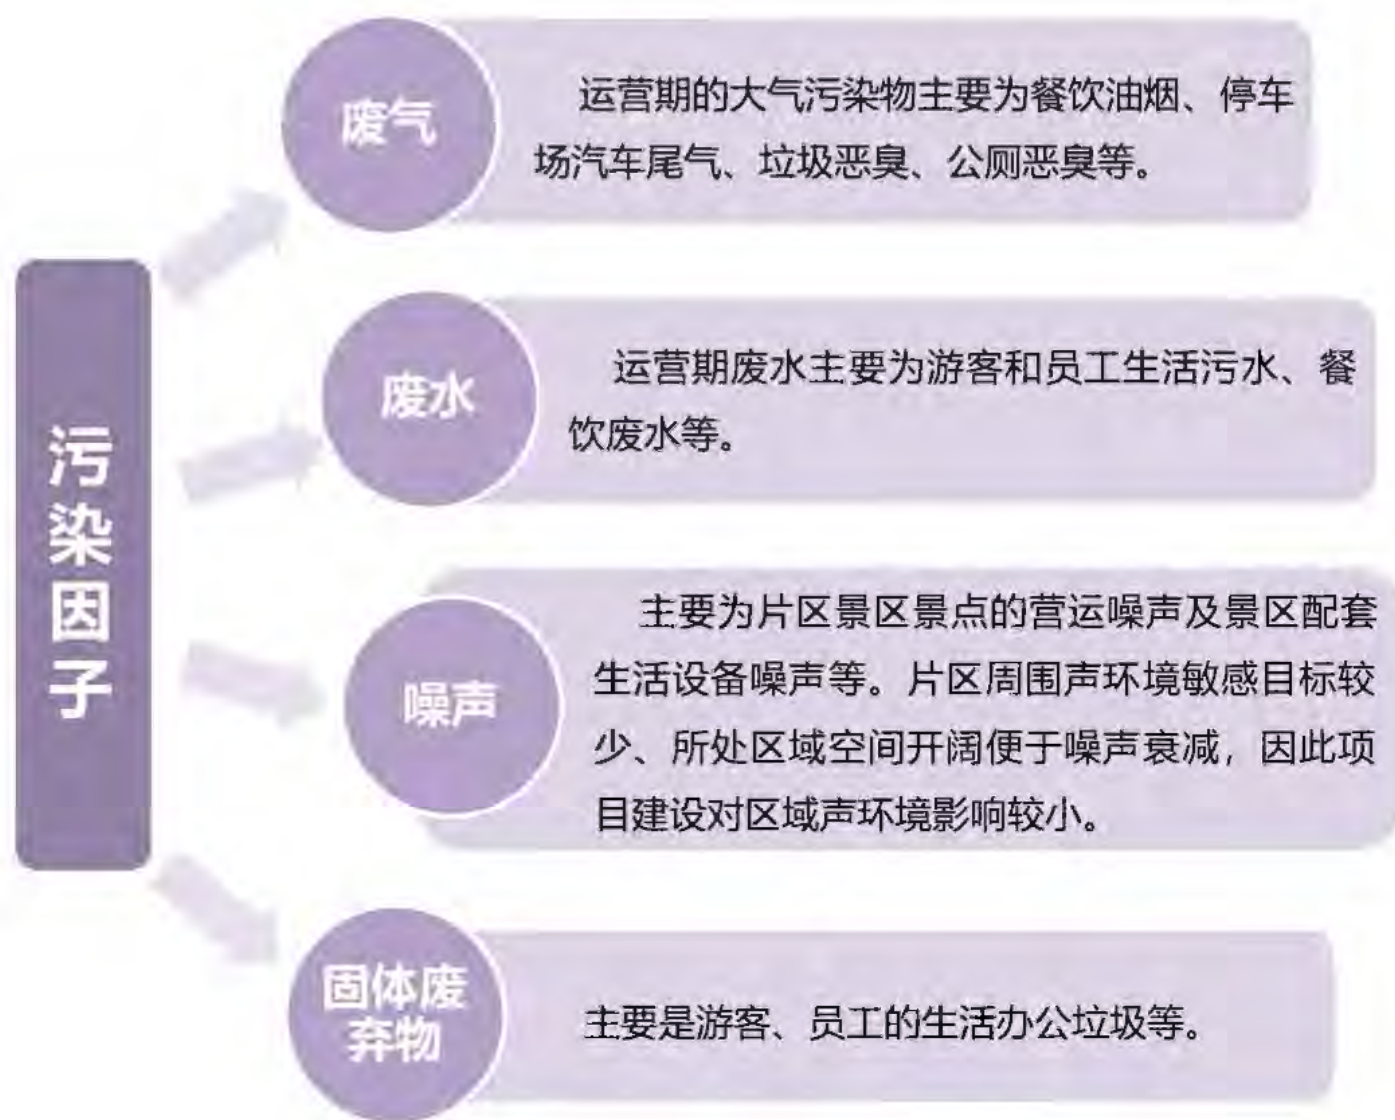 污染因子
废气
运营期的大气污染物主要为餐饮油烟、停车
场汽车尾气、垃圾恶臭、公厕恶臭等。
废水
运营期废水主要为游客和员工生活污水、餐
饮废水等。
噪声
主要为片区景区景点的营运噪声及景区配套
生活设备噪声等。片区周围声环境敏感目标较
少、所处区域空间开阔便于噪声衰减，因此项
目建设对区域声环境影响较小。
固体废
弃物
主要是游客、员工的生活办公垃圾等。